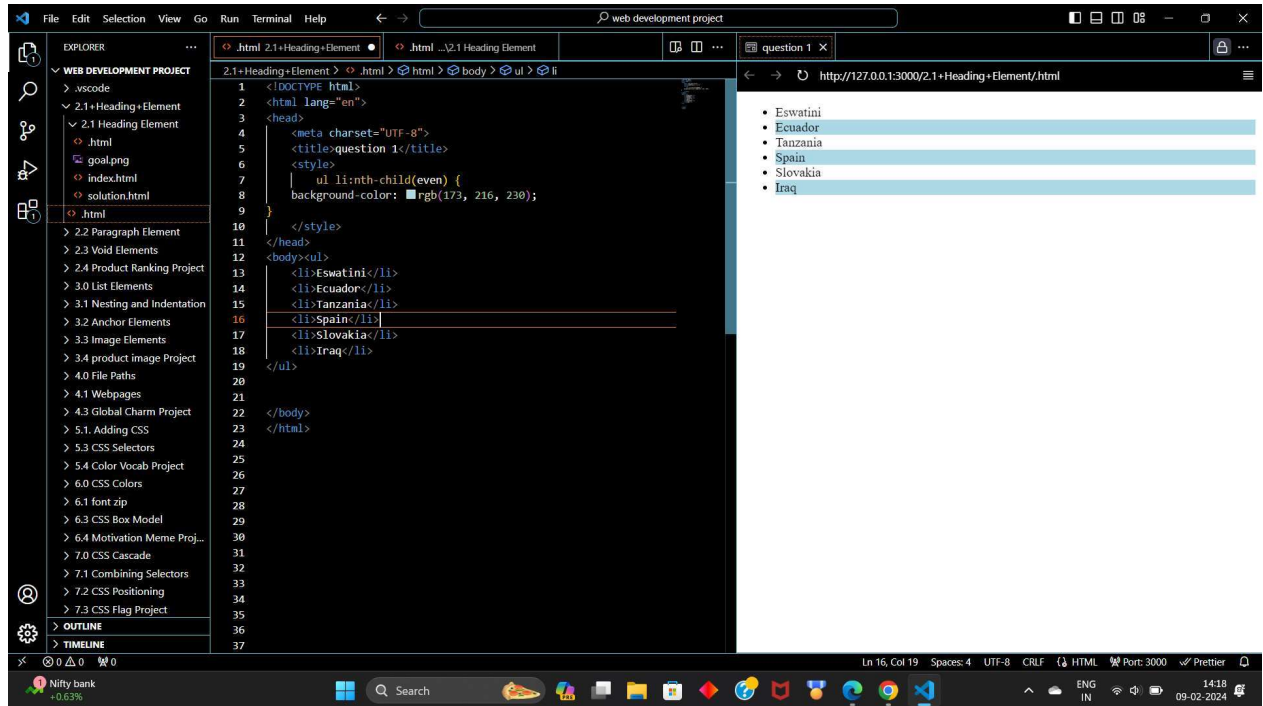 File Edit Selection View Go Run Terminal Help
web development project
EXPLORER
WEB DEVELOPMENT PROJECT
.vscode
2.1+Heading+Element
2.1 Heading Element
.html
goal.png
index.html
solution.html
.html
2.2 Paragraph Element
2.3 Void Elements
2.4 Product Ranking Project
3.0 List Elements
3.1 Nesting and Indentation
3.2 Anchor Elements
3.3 Image Elements
3.4 product image Project
4.0 File Paths
4.1 Webpages
4.3 Global Charm Project
5.1. Adding CSS
5.3 CSS Selectors
5.4 Color Vocab Project
6.0 CSS Colors
6.1 font zip
6.3 CSS Box Model
6.4 Motivation Meme Proj...
7.0 CSS Cascade
7.1 Combining Selectors
7.2 CSS Positioning
7.3 CSS Flag Project
OUTLINE
TIMELINE
.html 2.1+Heading+Element
.html ...\2.1 Heading Element
2.1+Heading+Element > .html > html > body > ul > li
1 <!DOCTYPE html>
2 <html lang="en">
3 <head>
4 <meta charset="UTF-8">
5 <title>question 1</title>
6 <style>
7 ul li:nth-child(even) {
8 background-color: rgb(173, 216, 230);
9 }
10 </style>
11 </head>
12 <body><ul>
13 <li>Eswatini</li>
14 <li>Ecuador</li>
15 <li>Tanzania</li>
16 <li>Spain</li>
17 <li>Slovakia</li>
18 <li>Iraq</li>
19 </ul>
20
21
22 </body>
23 </html>
24
25
26
27
28
29
30
31
32
33
34
35
36
37
question 1
http://127.0.0.1:3000/2.1+Heading+Element/.html
• Eswatini
• Ecuador
• Tanzania
• Spain
• Slovakia
• Iraq
0 0 0 Ln 16, Col 19 Spaces: 4 UTF-8 CRLF HTML Port: 3000 Prettier
1
1
1
Nifty bank
+0.63%
Search
PRE
ENG
IN
14:18
09-02-2024